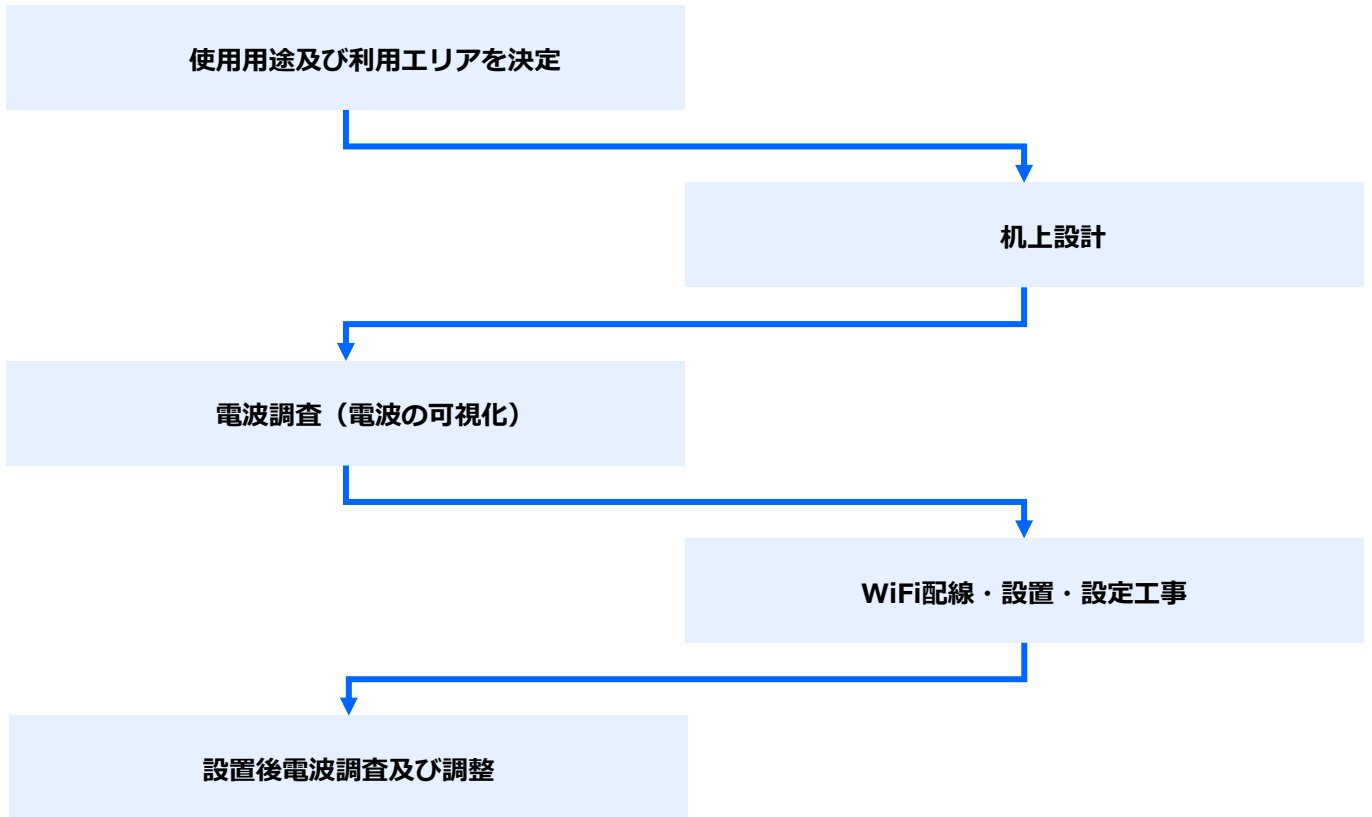 使用用途及び利用エリアを決定
机上設計
電波調査（電波の可視化）
WiFi配線・設置・設定工事
設置後電波調査及び調整